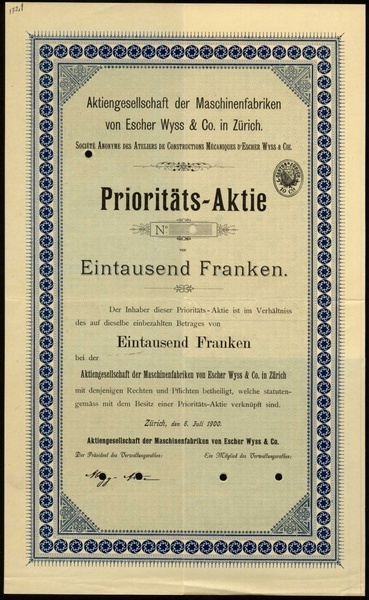 Aktiengesellschaft der Maschinenfabriken
von Escher Wyss & Co. in Zürich.
Société Anonyme des Ateliers de Constructions Mécaniques d'Escher Wyss & Cie.
Prioritäts-Aktie
No
von
Eintausend Franken.
Der Inhaber dieser Prioritäts-Aktie ist im Verhältniss
des auf dieselbe einbezahlten Betrages von
Eintausend Franken
bei der
Aktiengesellschaft der Maschinenfabriken von Escher Wyss & Co. in Zürich
mit denjenigen Rechten und Pflichten betheiligt, welche statuten-
gemäss mit dem Besitz einer Prioritäts-Aktie verknüpft sind.
Zürich, den 6. Juli 1900.
Aktiengesellschaft der Maschinenfabriken von Escher Wyss & Co.
Der Präsident des Verwaltungsrathes:
Ein Mitglied des Verwaltungsrathes: